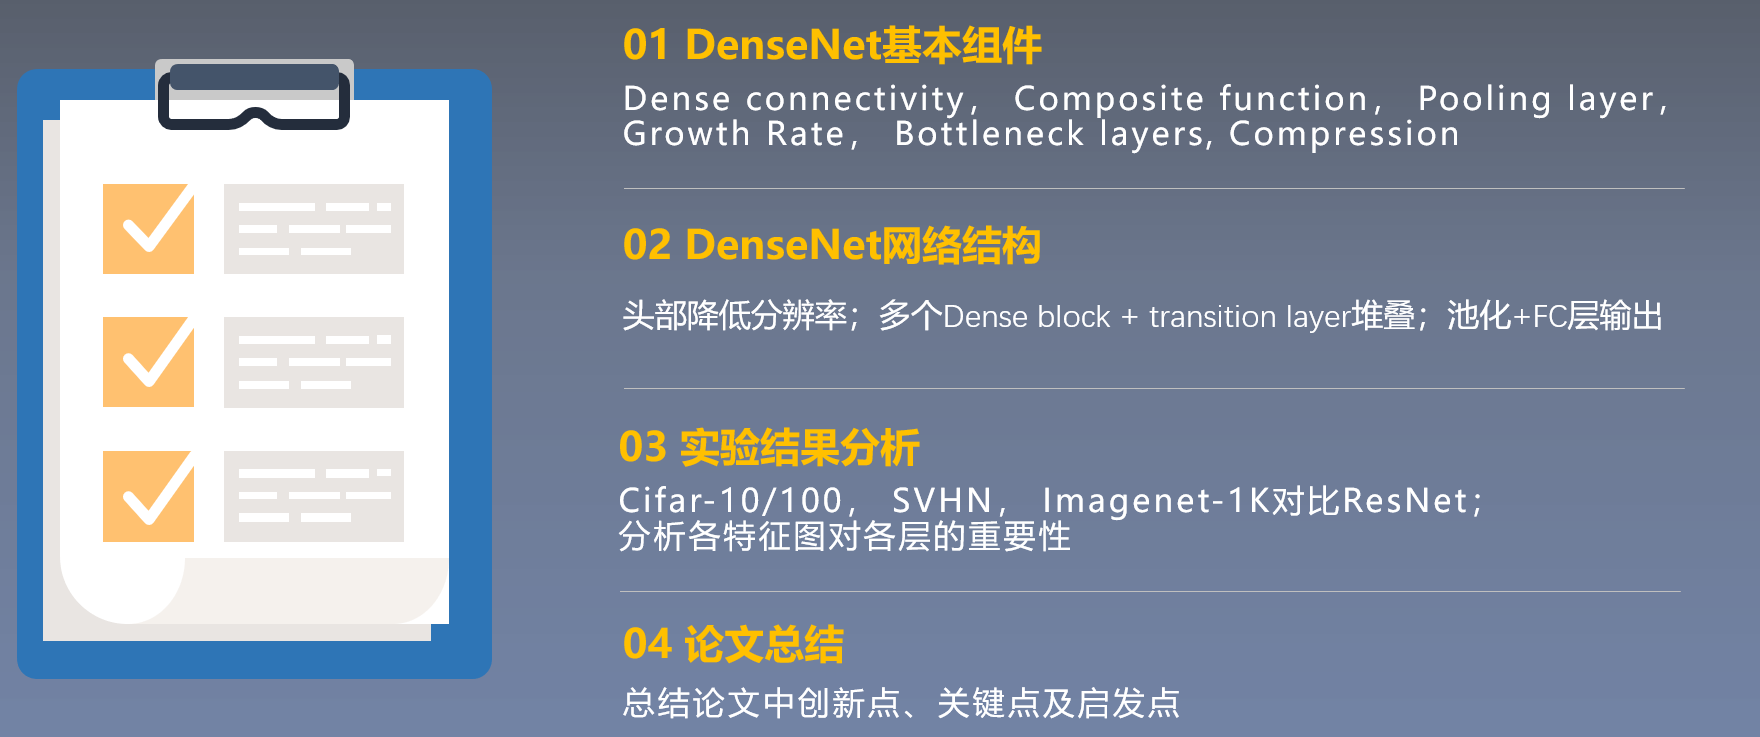 01 DenseNet基本组件
Dense connectivity， Composite function， Pooling layer，
Growth Rate， Bottleneck layers, Compression
02 DenseNet网络结构
头部降低分辨率；多个Dense block + transition layer堆叠；池化+FC层输出
03 实验结果分析
Cifar-10/100， SVHN， Imagenet-1K对比ResNet；
分析各特征图对各层的重要性
04 论文总结
总结论文中创新点、关键点及启发点